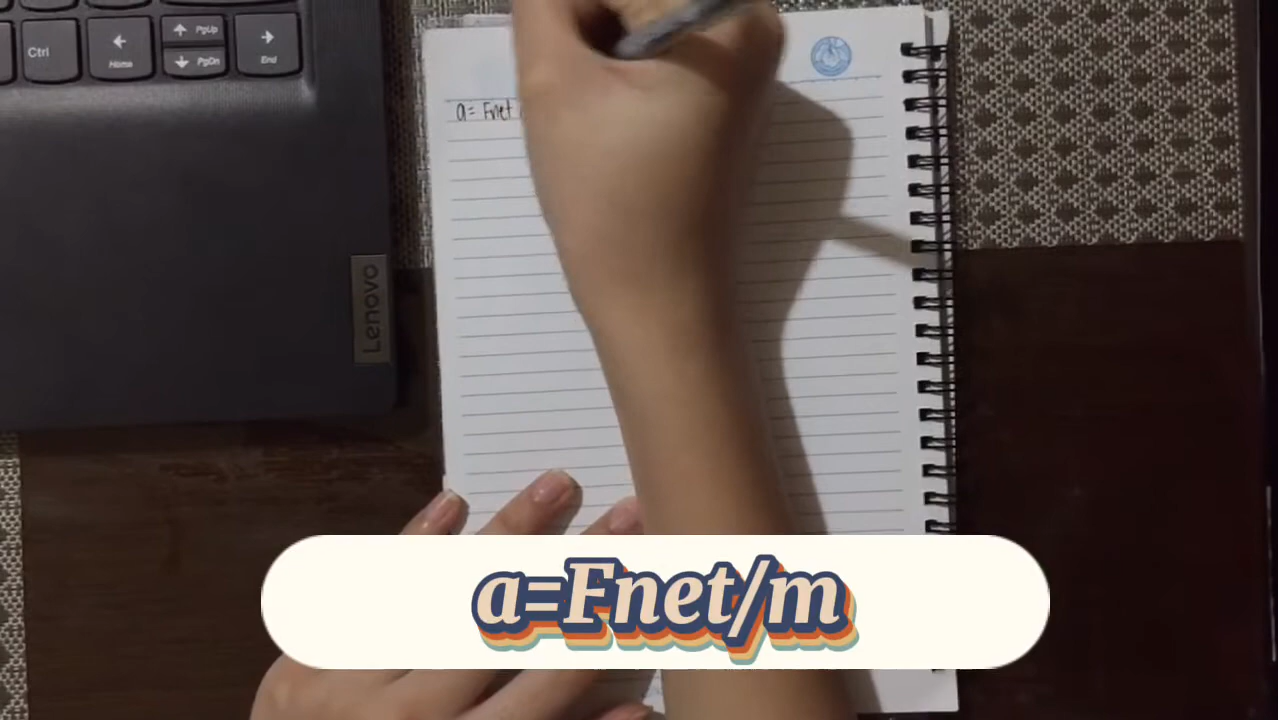 Ctrl
Home
PgUp
PgDn
End
a= Fnet
Lenovo
a=Fnet/m